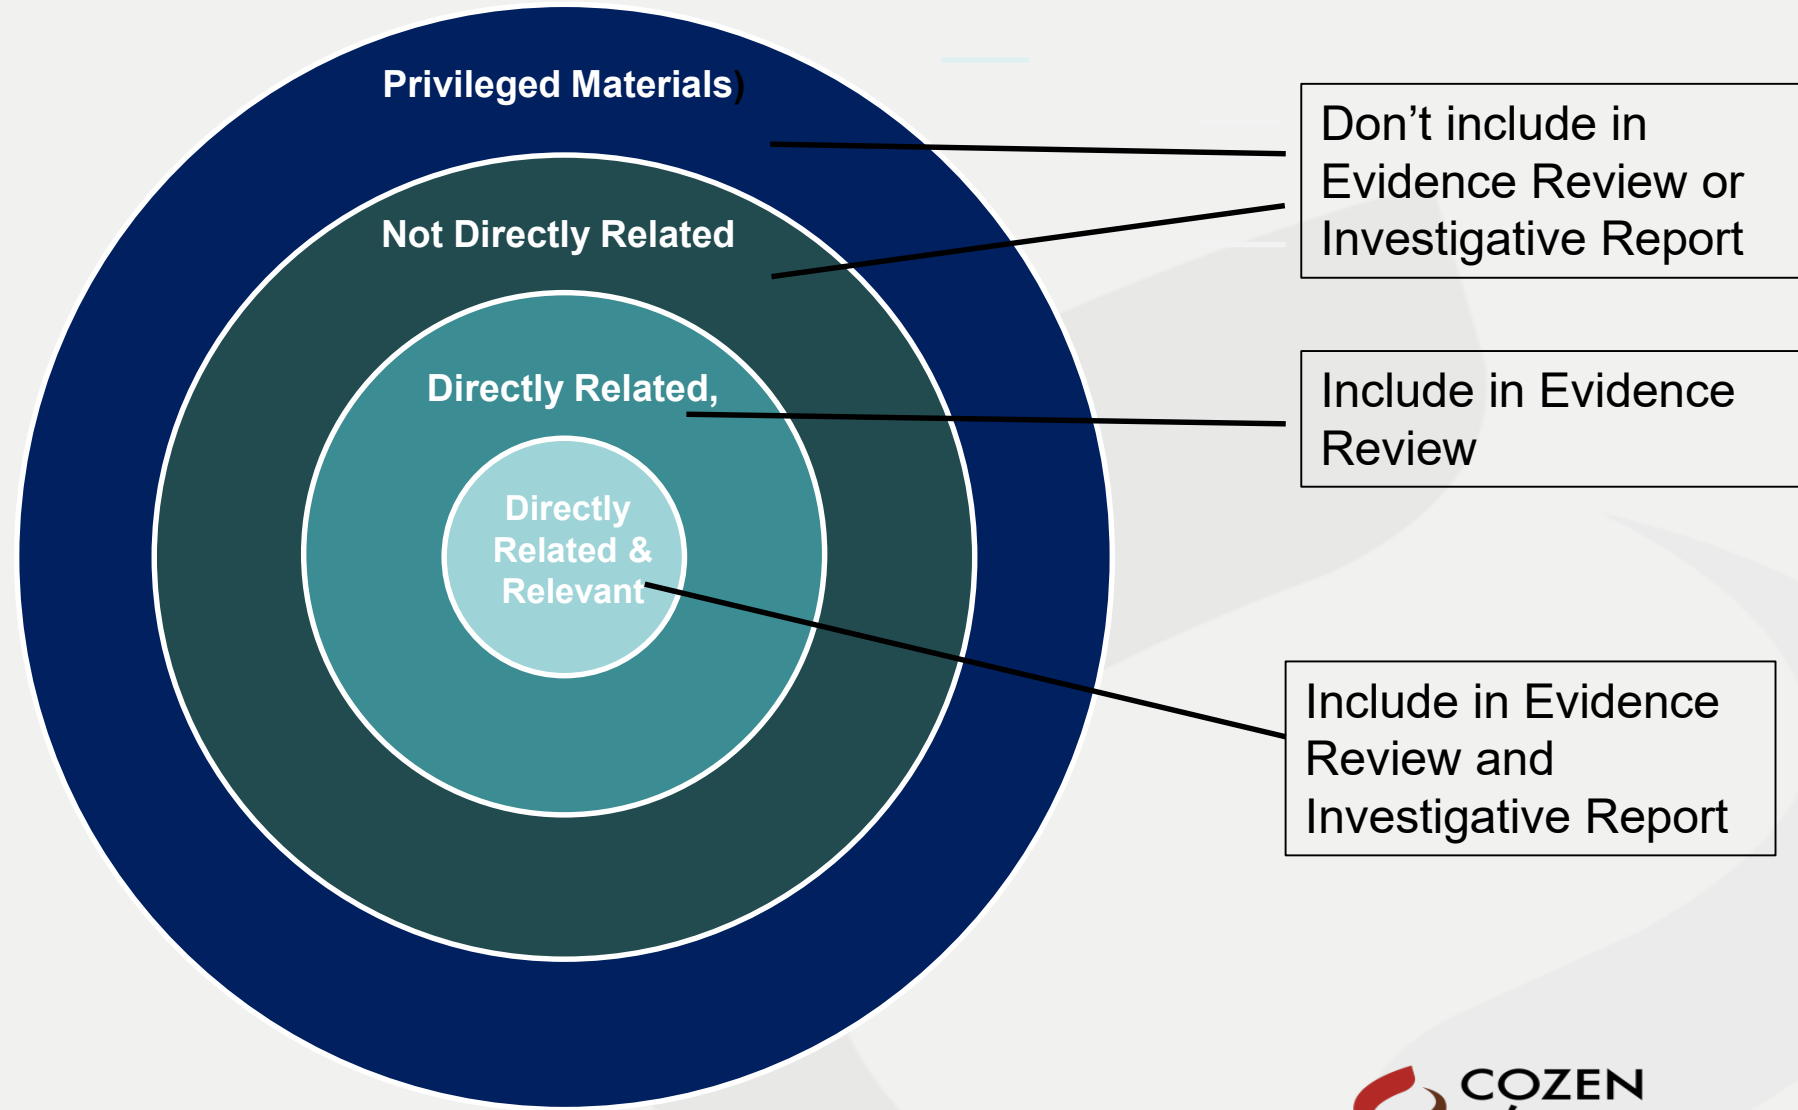 Privileged Materials)
Not Directly Related
Directly Related,
Directly
Related &
Relevant
Don’t include in
Evidence Review or
Investigative Report
Include in Evidence
Review
Include in Evidence
Review and
Investigative Report
COZEN